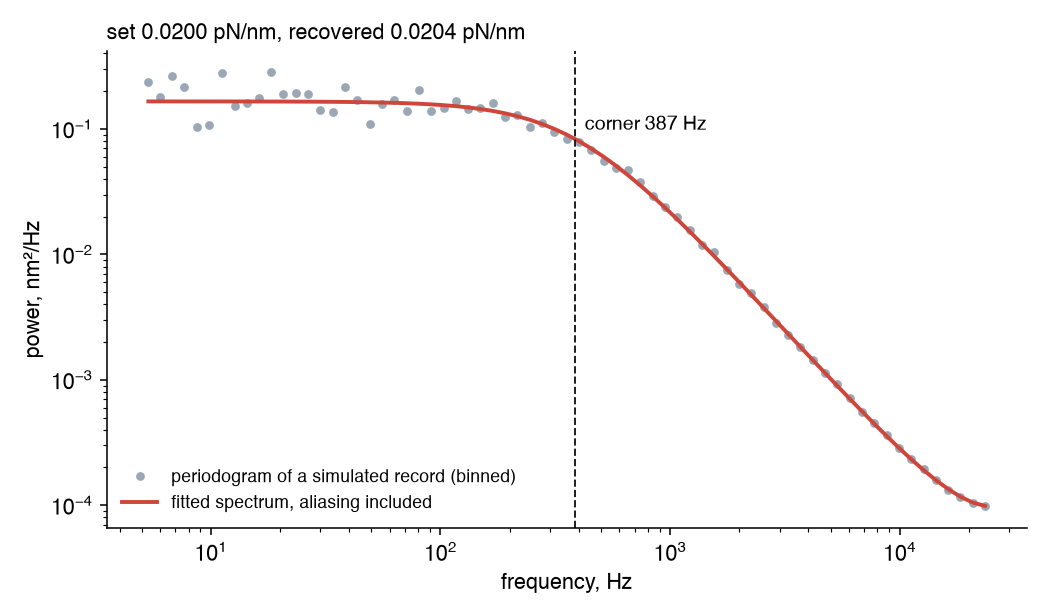 set 0.0200 pN/nm, recovered 0.0204 pN/nm
power, nm²/Hz
10⁻¹
10⁻²
10⁻³
10⁻⁴
corner 387 Hz
periodogram of a simulated record (binned)
fitted spectrum, aliasing included
10¹ 10² 10³ 10⁴
frequency, Hz